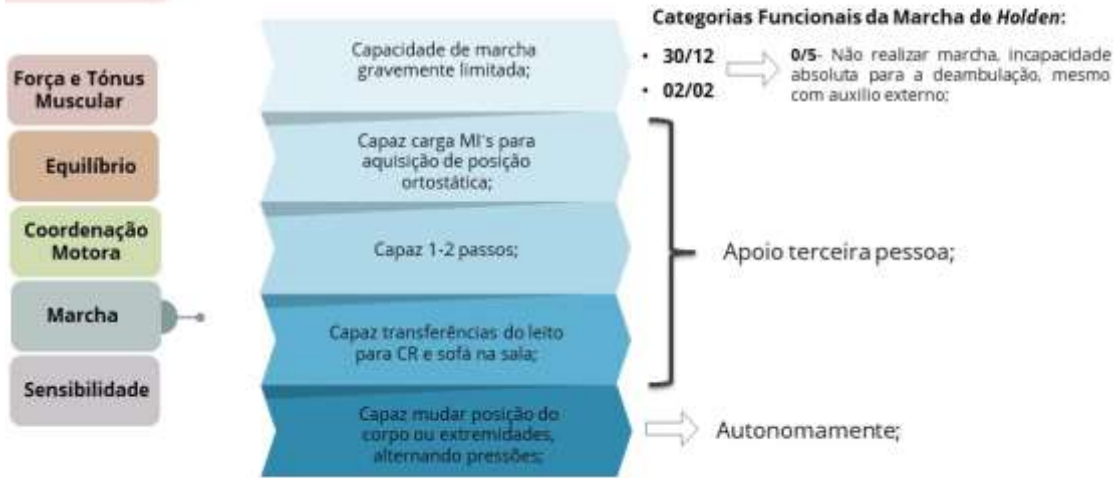 Força e Tónus
Muscular
Equilíbrio
Coordenação
Motora
Marcha
Sensibilidade
Capacidade de marcha
gravemente limitada;
Capaz carga MI's para
aquisição de posição
ortostática;
Capaz 1-2 passos;
Capaz transferências do leito
para CR e sofá na sala;
Capaz mudar posição do
corpo ou extremidades,
alternando pressões;
Categorias Funcionais da Marcha de Holden:
• 30/12
• 02/02
0/5- Não realizar marcha, incapacidade
absoluta para a deambulação, mesmo
com auxilio externo;
Apoio terceira pessoa;
Autonomamente;